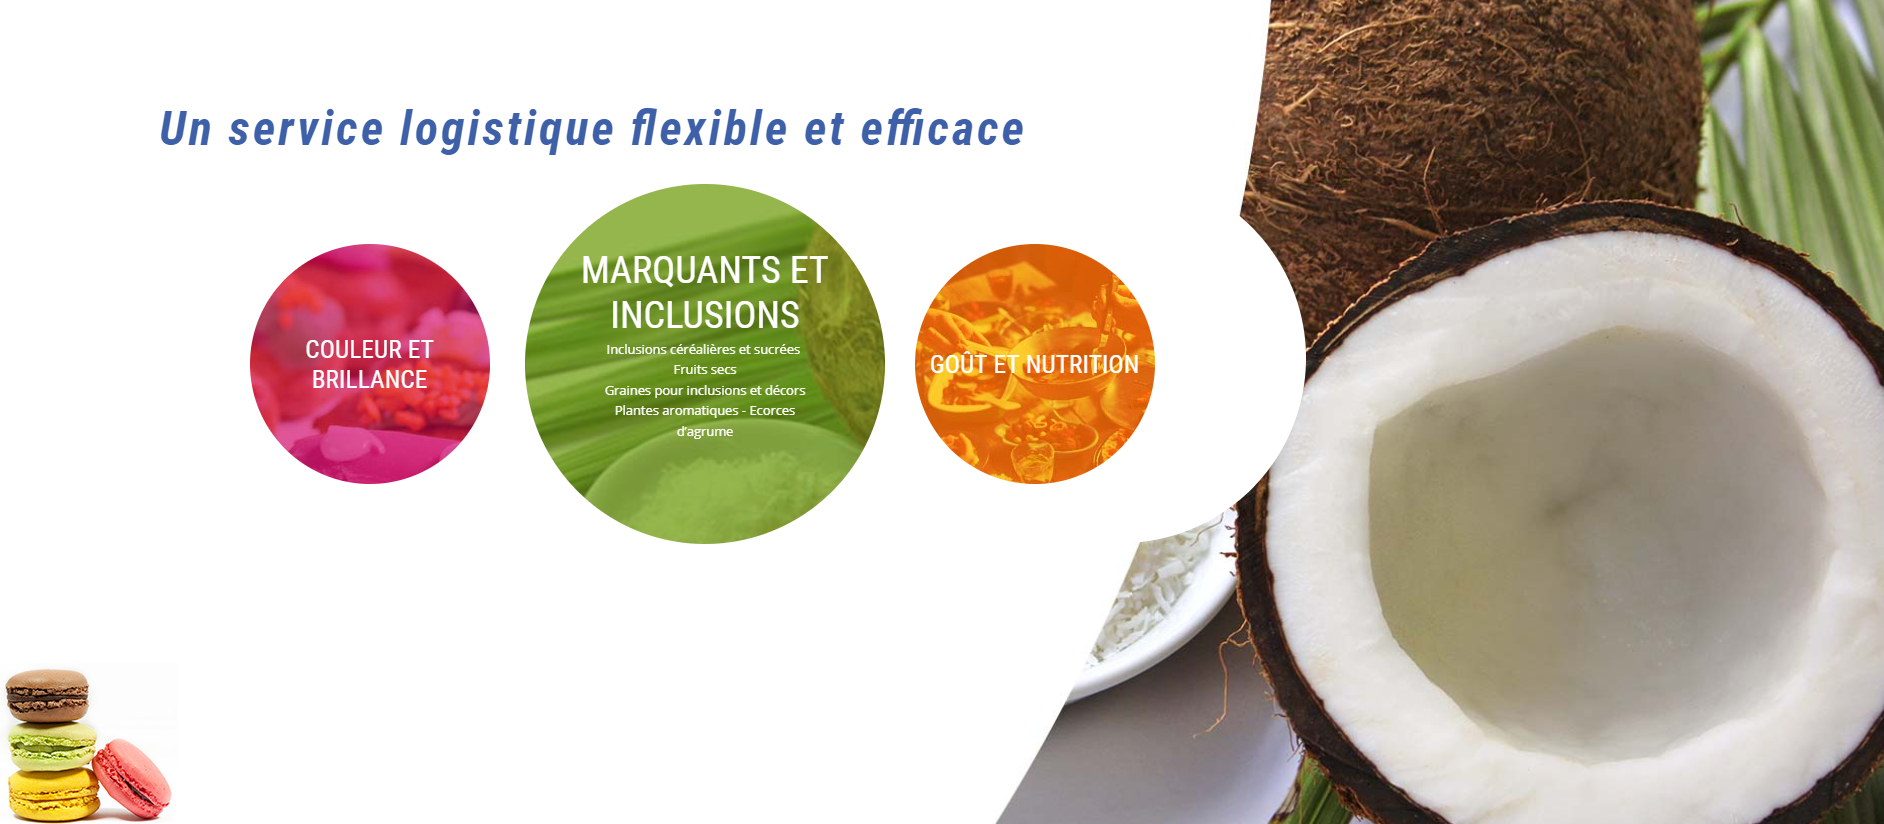 Un service logistique flexible et efficace
COULEUR ET
BRILLANCE
MARQUANTS ET
INCLUSIONS
Inclusions céréalières et sucrées
Fruits secs
Graines pour inclusions et décors
Plantes aromatiques - Ecorces
d’agrume
GOÛT ET NUTRITION